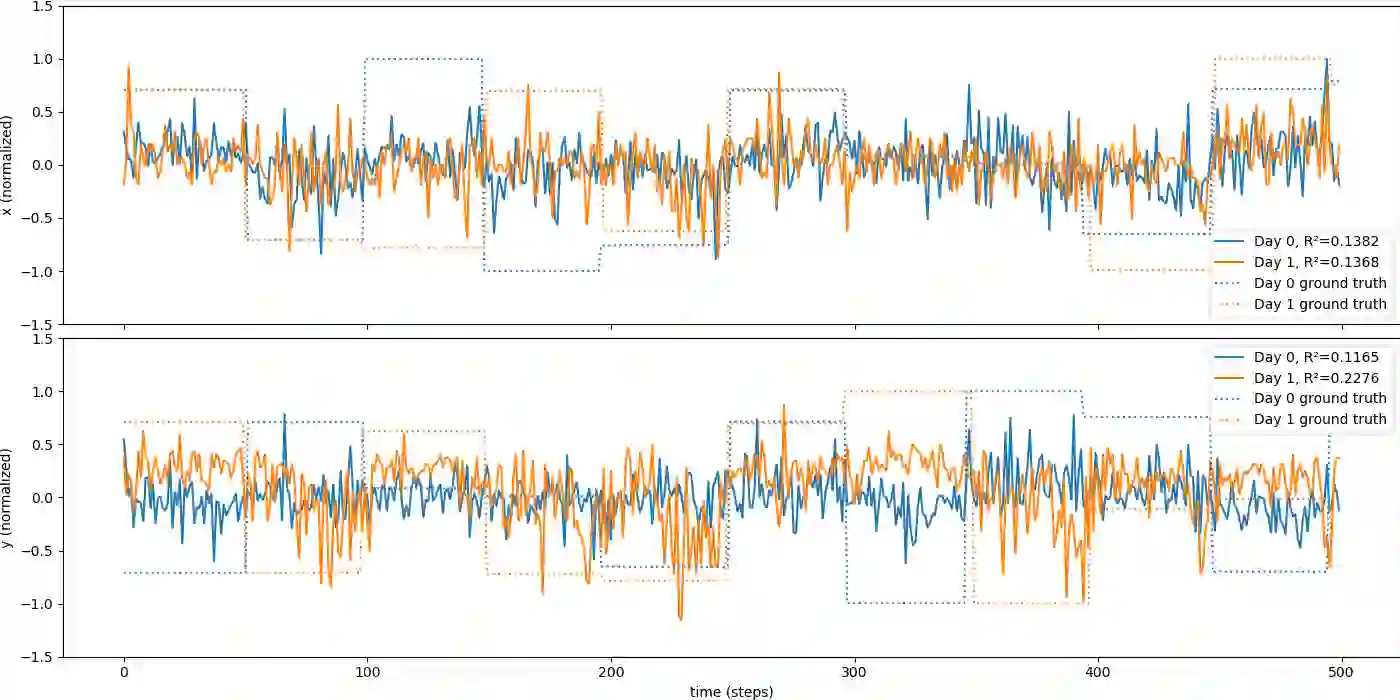 1.5
1.0
0.5
0.0
−0.5
−1.0
−1.5
x (normalized)
Day 0, R²=0.1382
Day 1, R²=0.1368
Day 0 ground truth
Day 1 ground truth
1.5
1.0
0.5
0.0
−0.5
−1.0
−1.5
y (normalized)
Day 0, R²=0.1165
Day 1, R²=0.2276
Day 0 ground truth
Day 1 ground truth
0 100 200 300 400 500
time (steps)